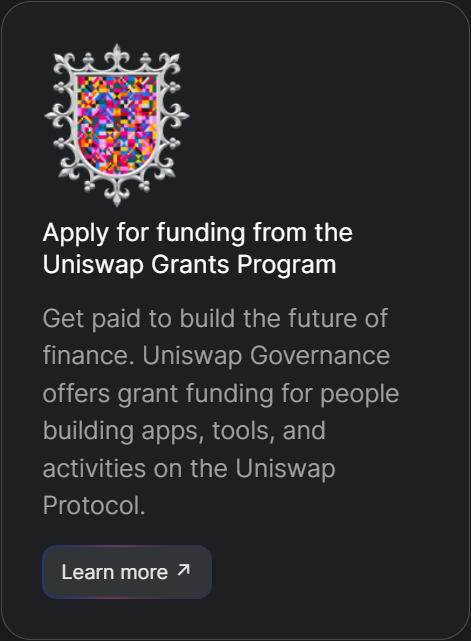 Apply for funding from the
Uniswap Grants Program
Get paid to build the future of
finance. Uniswap Governance
offers grant funding for people
building apps, tools, and
activities on the Uniswap
Protocol.
Learn more ↗